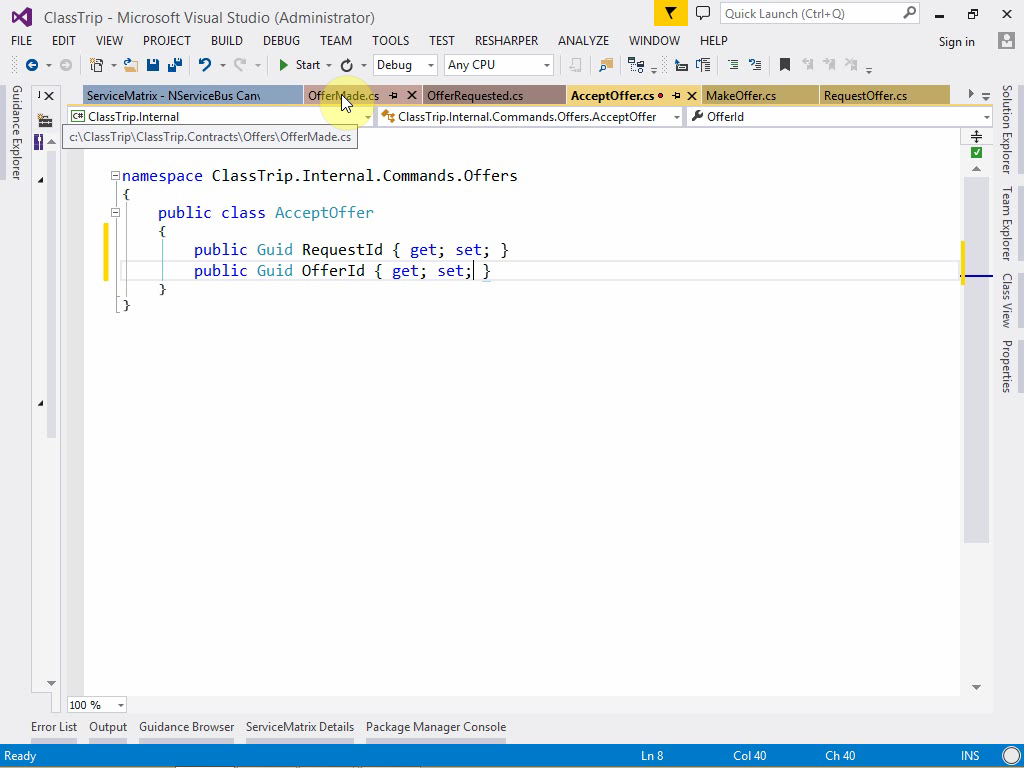 ClassTrip - Microsoft Visual Studio (Administrator)
Quick Launch (Ctrl+Q)
FILE EDIT VIEW PROJECT BUILD DEBUG TEAM TOOLS TEST RESHARPER ANALYZE WINDOW HELP
Sign in
Start Debug Any CPU
Guidance Explorer
ServiceMatrix - NServiceBus Can OfferMade.cs OfferRequested.cs AcceptOffer.cs MakeOffer.cs RequestOffer.cs
C# ClassTrip.Internal ClassTrip.Internal.Commands.Offers.AcceptOffer OfferId
c:\ClassTrip\ClassTrip.Contracts\Offers\OfferMade.cs
namespace ClassTrip.Internal.Commands.Offers
{
public class AcceptOffer
{
public Guid RequestId { get; set; }
public Guid OfferId { get; set; }
}
}
Solution Explorer
Team Explorer
Class View
Properties
100 %
Error List Output Guidance Browser ServiceMatrix Details Package Manager Console
Ready Ln 8 Col 40 Ch 40 INS